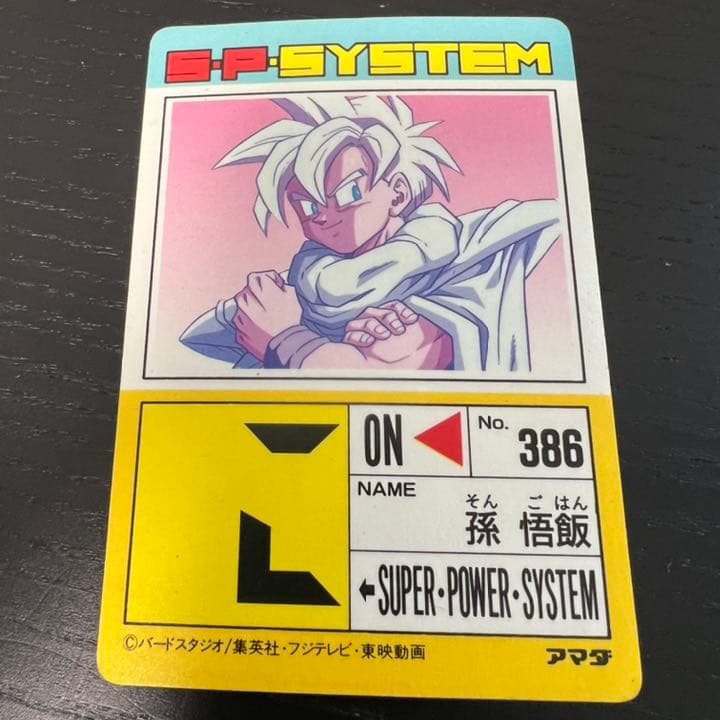 S·P·SYSTEM
ON
No. 386
NAME
そん ご はん
孫 悟飯
←SUPER·POWER·SYSTEM
©バードスタジオ/集英社・フジテレビ・東映動画
アマダ